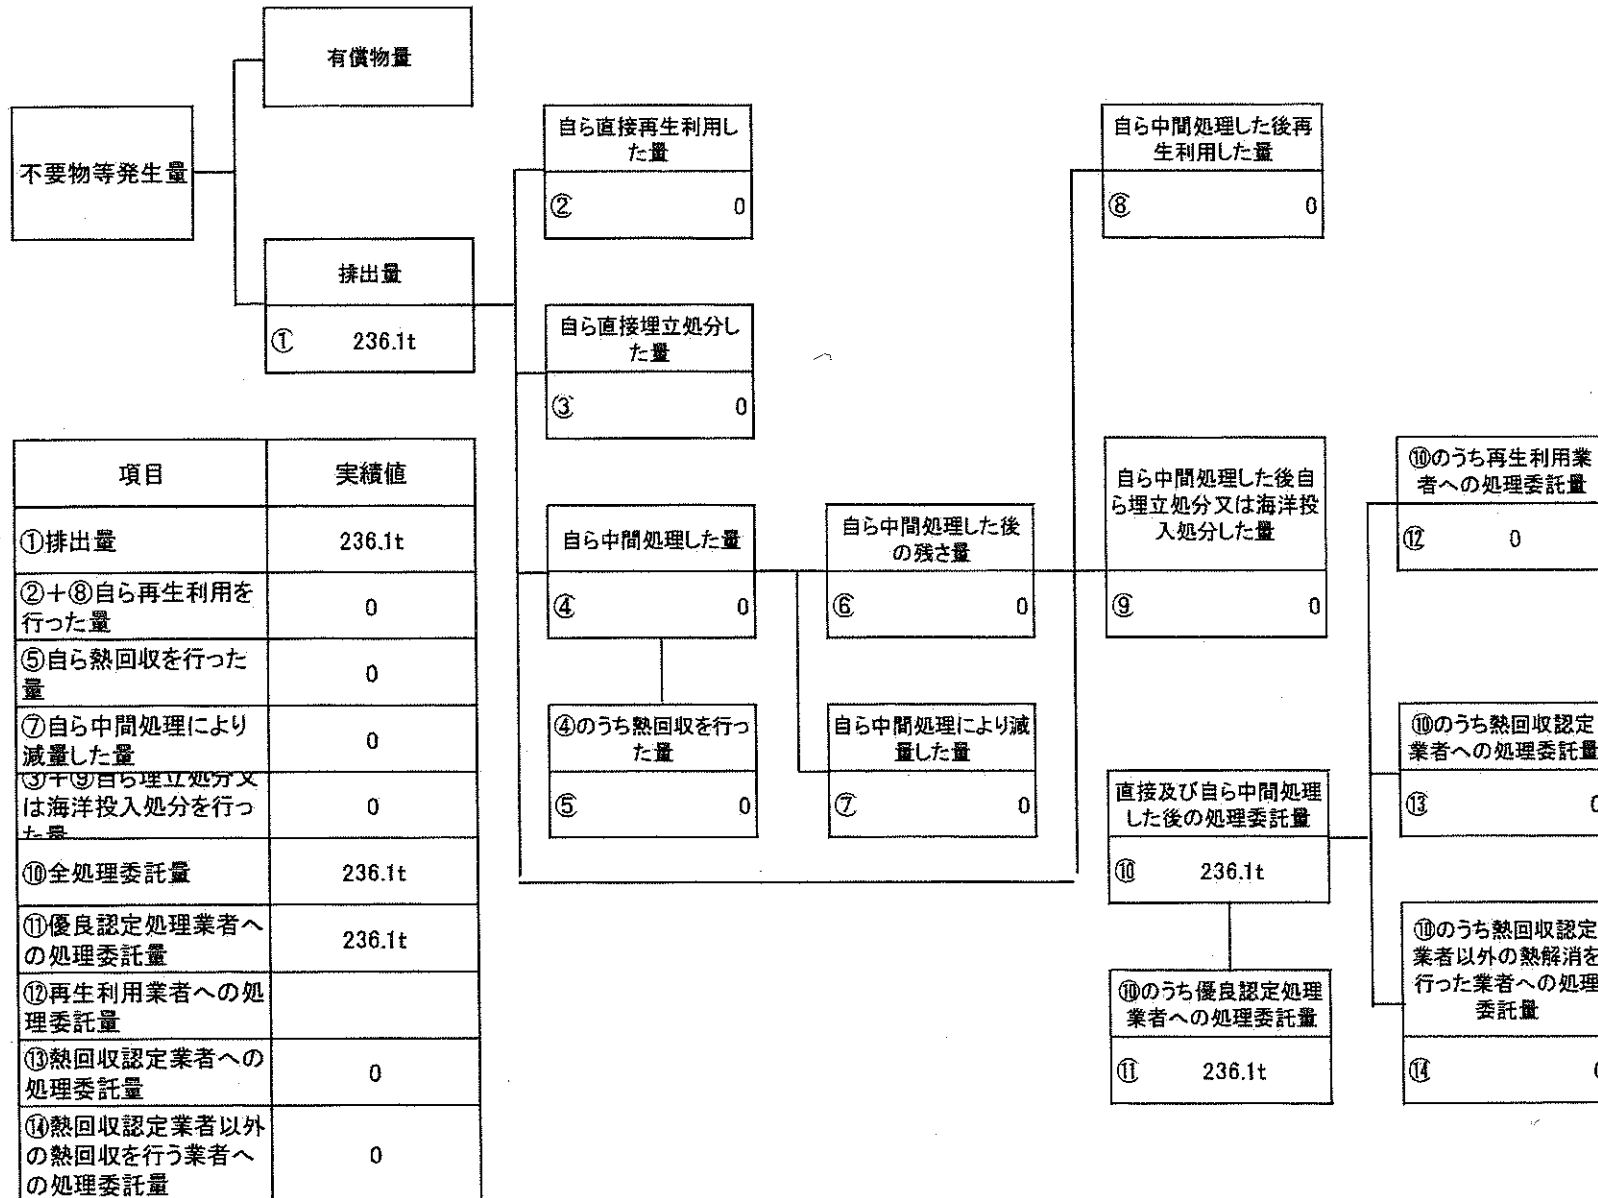 有償物量
不要物等発生量
排出量
① 236.1t
自ら直接再生利用し
た量
② 0
自ら直接埋立処分し
た量
③ 0
自ら中間処理した量
④ 0
④のうち熱回収を行っ
た量
⑤ 0
自ら中間処理した後
の残さ量
⑥ 0
自ら中間処理により減
量した量
⑦ 0
自ら中間処理した後再
生利用した量
⑧ 0
自ら中間処理した後自
ら埋立処分又は海洋投
入処分した量
⑨ 0
直接及び自ら中間処理
した後の処理委託量
⑩ 236.1t
⑩のうち優良認定処理
業者への処理委託量
⑪ 236.1t
⑩のうち再生利用業
者への処理委託量
⑫ 0
⑩のうち熱回収認定
業者への処理委託量
⑬ 0
⑩のうち熱回収認定
業者以外の熱解消を
行った業者への処理
委託量
⑭ 0
項目 実績値
①排出量 236.1t
②+⑧自ら再生利用を
行った量 0
⑤自ら熱回収を行った
量 0
⑦自ら中間処理により
減量した量 0
③+⑨自ら埋立処分又
は海洋投入処分を行っ
た量 0
⑩全処理委託量 236.1t
⑪優良認定処理業者へ
の処理委託量 236.1t
⑫再生利用業者への処
理委託量
⑬熱回収認定業者への
処理委託量 0
⑭熱回収認定業者以外
の熱回収を行う業者へ
の処理委託量 0